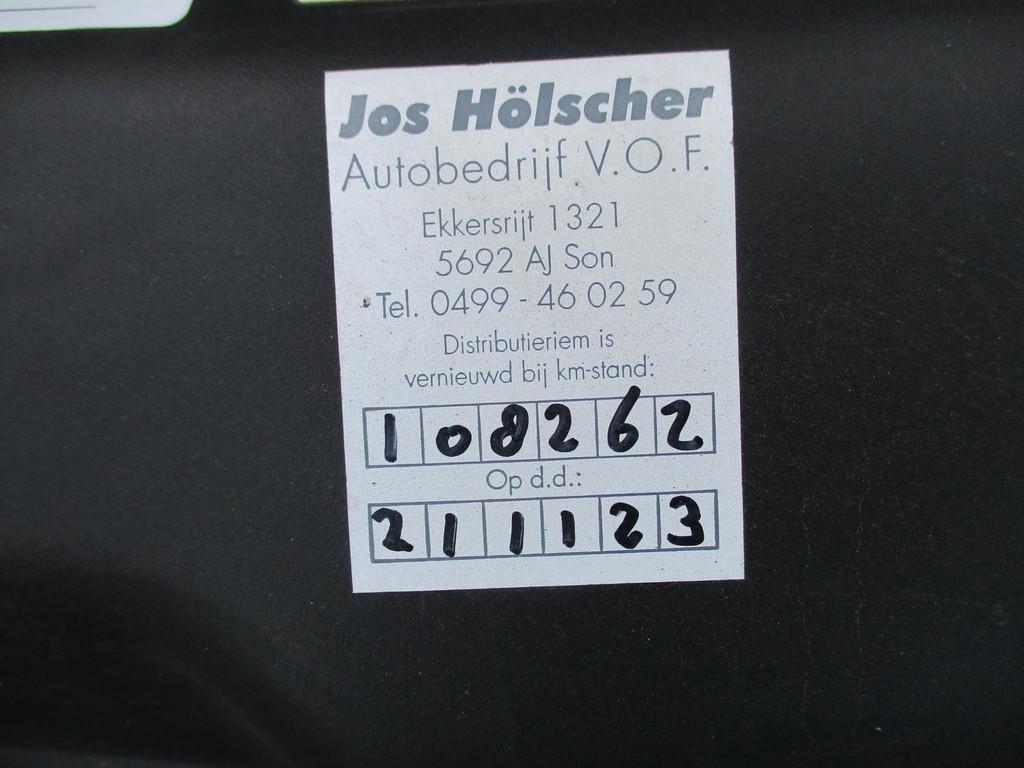 Jos Hölscher
Autobedrijf V.O.F.
Ekkersrijt 1321
5692 AJ Son
Tel. 0499 - 46 02 59
Distributieriem is
vernieuwd bij km-stand:
108262
Op d.d.:
211123